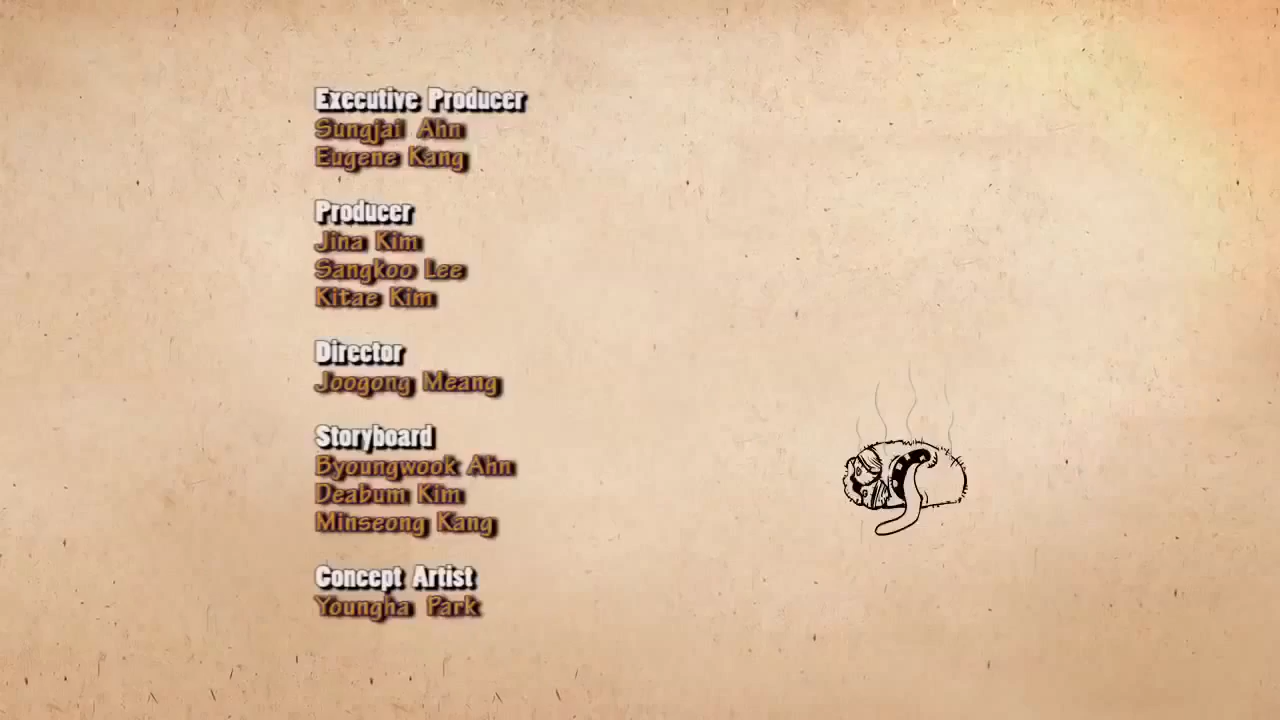 Executive Producer
Sungjai Ahn
Eugene Kang
Producer
Jina Kim
Sangkoo Lee
Kitae Kim
Director
Joogong Meang
Storyboard
Byoungwook Ahn
Deabum Kim
Minseong Kang
Concept Artist
Youngha Park